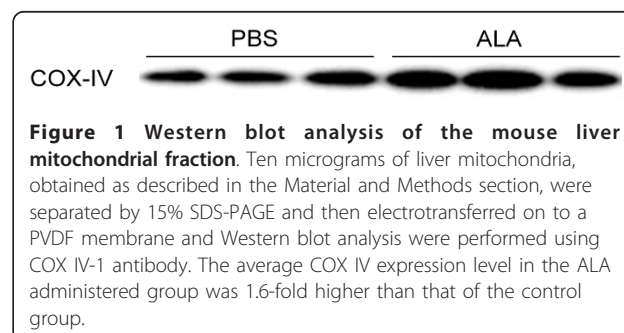 PBS ALA
COX-IV
Figure 1 Western blot analysis of the mouse liver
mitochondrial fraction. Ten micrograms of liver mitochondria,
obtained as described in the Material and Methods section, were
separated by 15% SDS-PAGE and then electrotransferred on to a
PVDF membrane and Western blot analysis were performed using
COX IV-1 antibody. The average COX IV expression level in the ALA
administered group was 1.6-fold higher than that of the control
group.